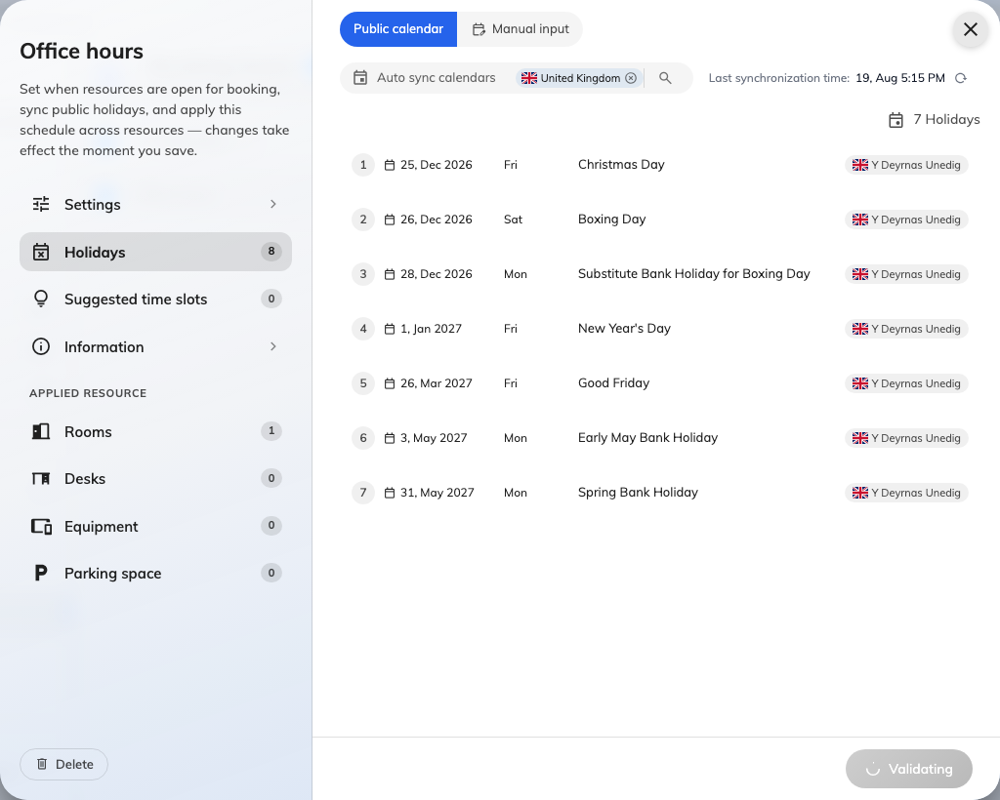 Office hours
Set when resources are open for booking,
sync public holidays, and apply this
schedule across resources — changes take
effect the moment you save.
Settings
Holidays 8
Suggested time slots 0
Information
APPLIED RESOURCE
Rooms 1
Desks 0
Equipment 0
Parking space 0
Delete
Public calendar Manual input
Auto sync calendars United Kingdom Last synchronization time: 19, Aug 5:15 PM
7 Holidays
1 25, Dec 2026 Fri Christmas Day Y Deyrnas Unedig
2 26, Dec 2026 Sat Boxing Day Y Deyrnas Unedig
3 28, Dec 2026 Mon Substitute Bank Holiday for Boxing Day Y Deyrnas Unedig
4 1, Jan 2027 Fri New Year's Day Y Deyrnas Unedig
5 26, Mar 2027 Fri Good Friday Y Deyrnas Unedig
6 3, May 2027 Mon Early May Bank Holiday Y Deyrnas Unedig
7 31, May 2027 Mon Spring Bank Holiday Y Deyrnas Unedig
Validating